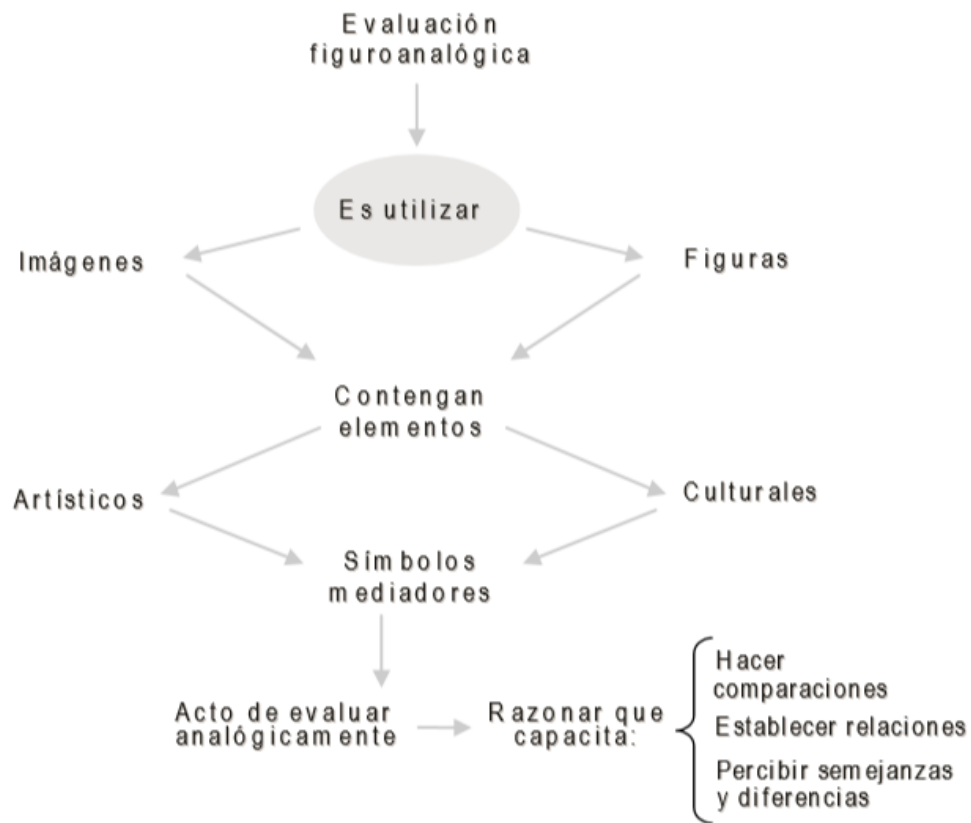 Evaluación
figuroanalógica
Es utilizar
Imágenes
Figuras
Contengan
elementos
Artísticos
Culturales
Símbolos
mediadores
Acto de evaluar
analógicamente
Razonar que
capacita:
Hacer
comparaciones
Establecer relaciones
Percibir semejanzas
y diferencias